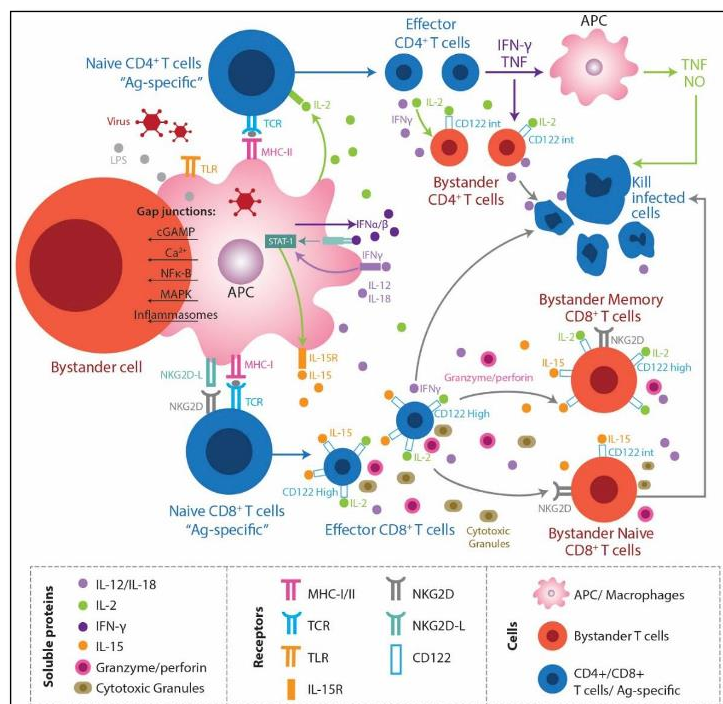 Effector
CD4+ T cells
APC
Naive CD4+ T cells
"Ag-specific"
IFN-γ
TNF
TNF
NO
IL-2
IFNγ
IL-2
CD122 int
IL-2
CD122 int
Virus
TCR
LPS
TLR
MHC-II
Bystander
CD4+ T cells
Kill
infected
cells
Gap junctions:
cGAMP
Ca2+
NFκ-B
MAPK
Inflammasomes
STAT-1
IFNα/β
IFNγ
IL-12
IL-18
APC
Bystander cell
Bystander Memory
CD8+ T cells
NKG2D
IL-2
IL-2
CD122 high
IL-15
NKG2D-L
MHC-I
IL-15R
IL-15
NKG2D
TCR
IFNγ
Granzyme/perforin
CD122 High
IL-2
IL-15
CD122 High
IL-2
IL-15
CD122 int
NKG2D
Naive CD8+ T cells
"Ag-specific"
Effector CD8+ T cells
Cytotoxic
Granules
Bystander Naive
CD8+ T cells
Soluble proteins
IL-12/IL-18
IL-2
IFN-γ
IL-15
Granzyme/perforin
Cytotoxic Granules
Receptors
MHC-I/II
TCR
TLR
IL-15R
NKG2D
NKG2D-L
CD122
Cells
APC/ Macrophages
Bystander T cells
CD4+/CD8+
T cells/ Ag-specific